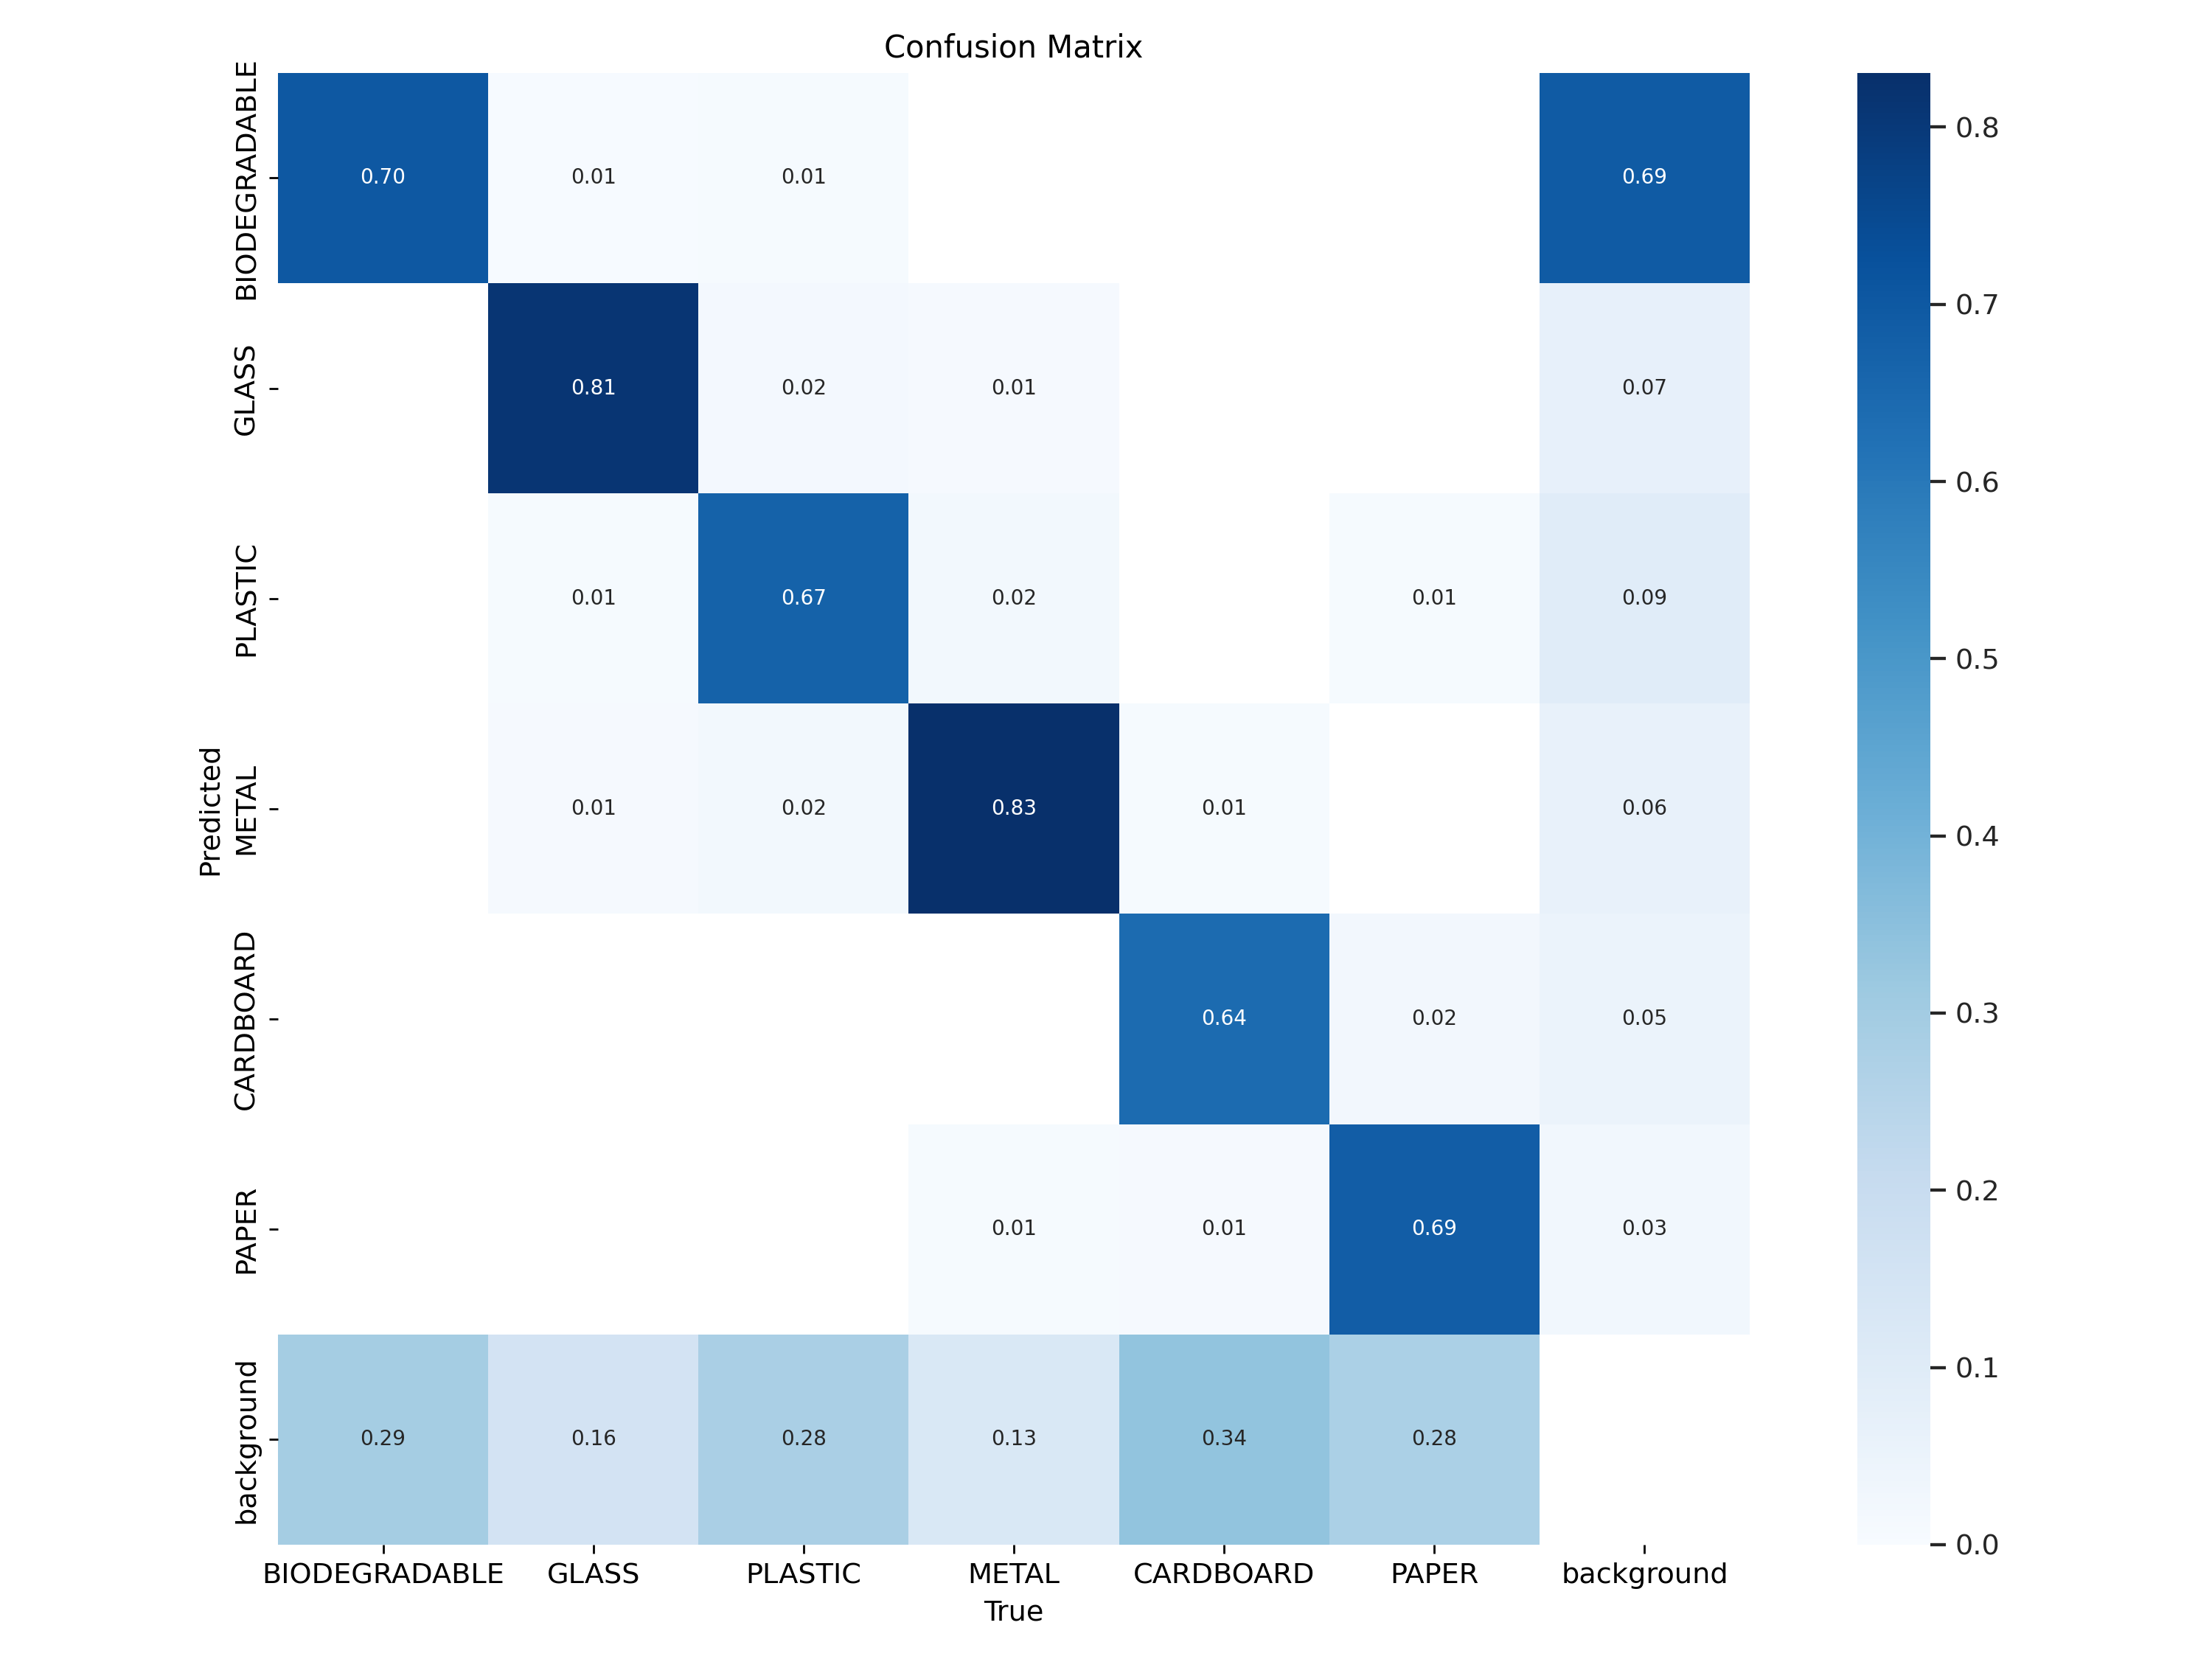 Confusion Matrix
BIODEGRADABLE
0.70 0.01 0.01 0.69
0.8
0.7
GLASS
0.81 0.02 0.01 0.07
0.6
PLASTIC
0.01 0.67 0.02 0.01 0.09
0.5
Predicted
METAL
0.01 0.02 0.83 0.01 0.06
0.4
CARDBOARD
0.64 0.02 0.05
0.3
PAPER
0.01 0.01 0.69 0.03
0.2
background
0.29 0.16 0.28 0.13 0.34 0.28
0.1
0.0
BIODEGRADABLE GLASS PLASTIC METAL CARDBOARD PAPER background
True